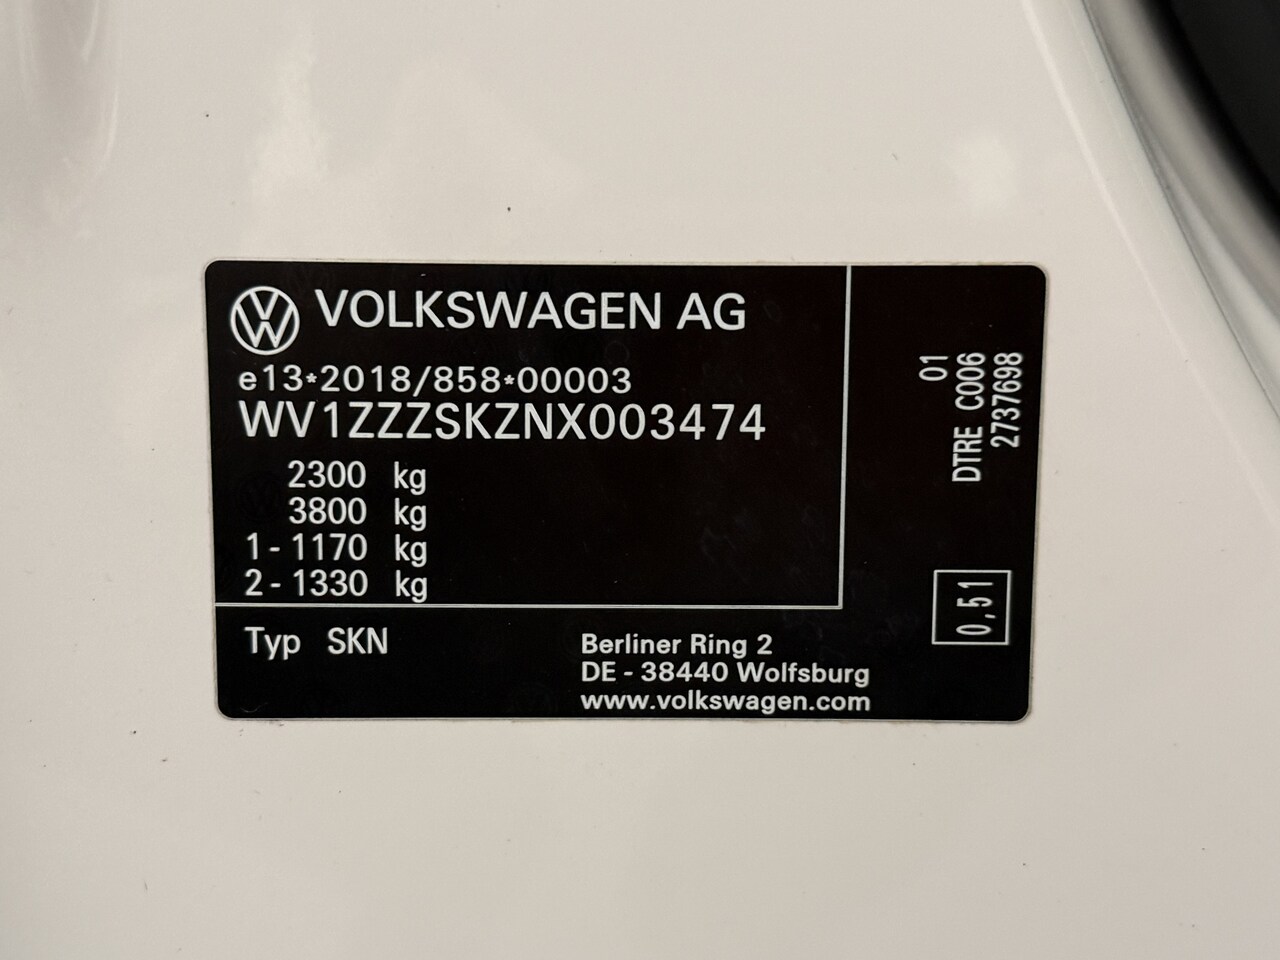 VOLKSWAGEN AG
e13*2018/858*00003
WV1ZZZSKZNX003474
2300 kg
3800 kg
1 - 1170 kg
2 - 1330 kg
Typ SKN
Berliner Ring 2
DE - 38440 Wolfsburg
www.volkswagen.com
01
DTRE C006
2737698
0,51